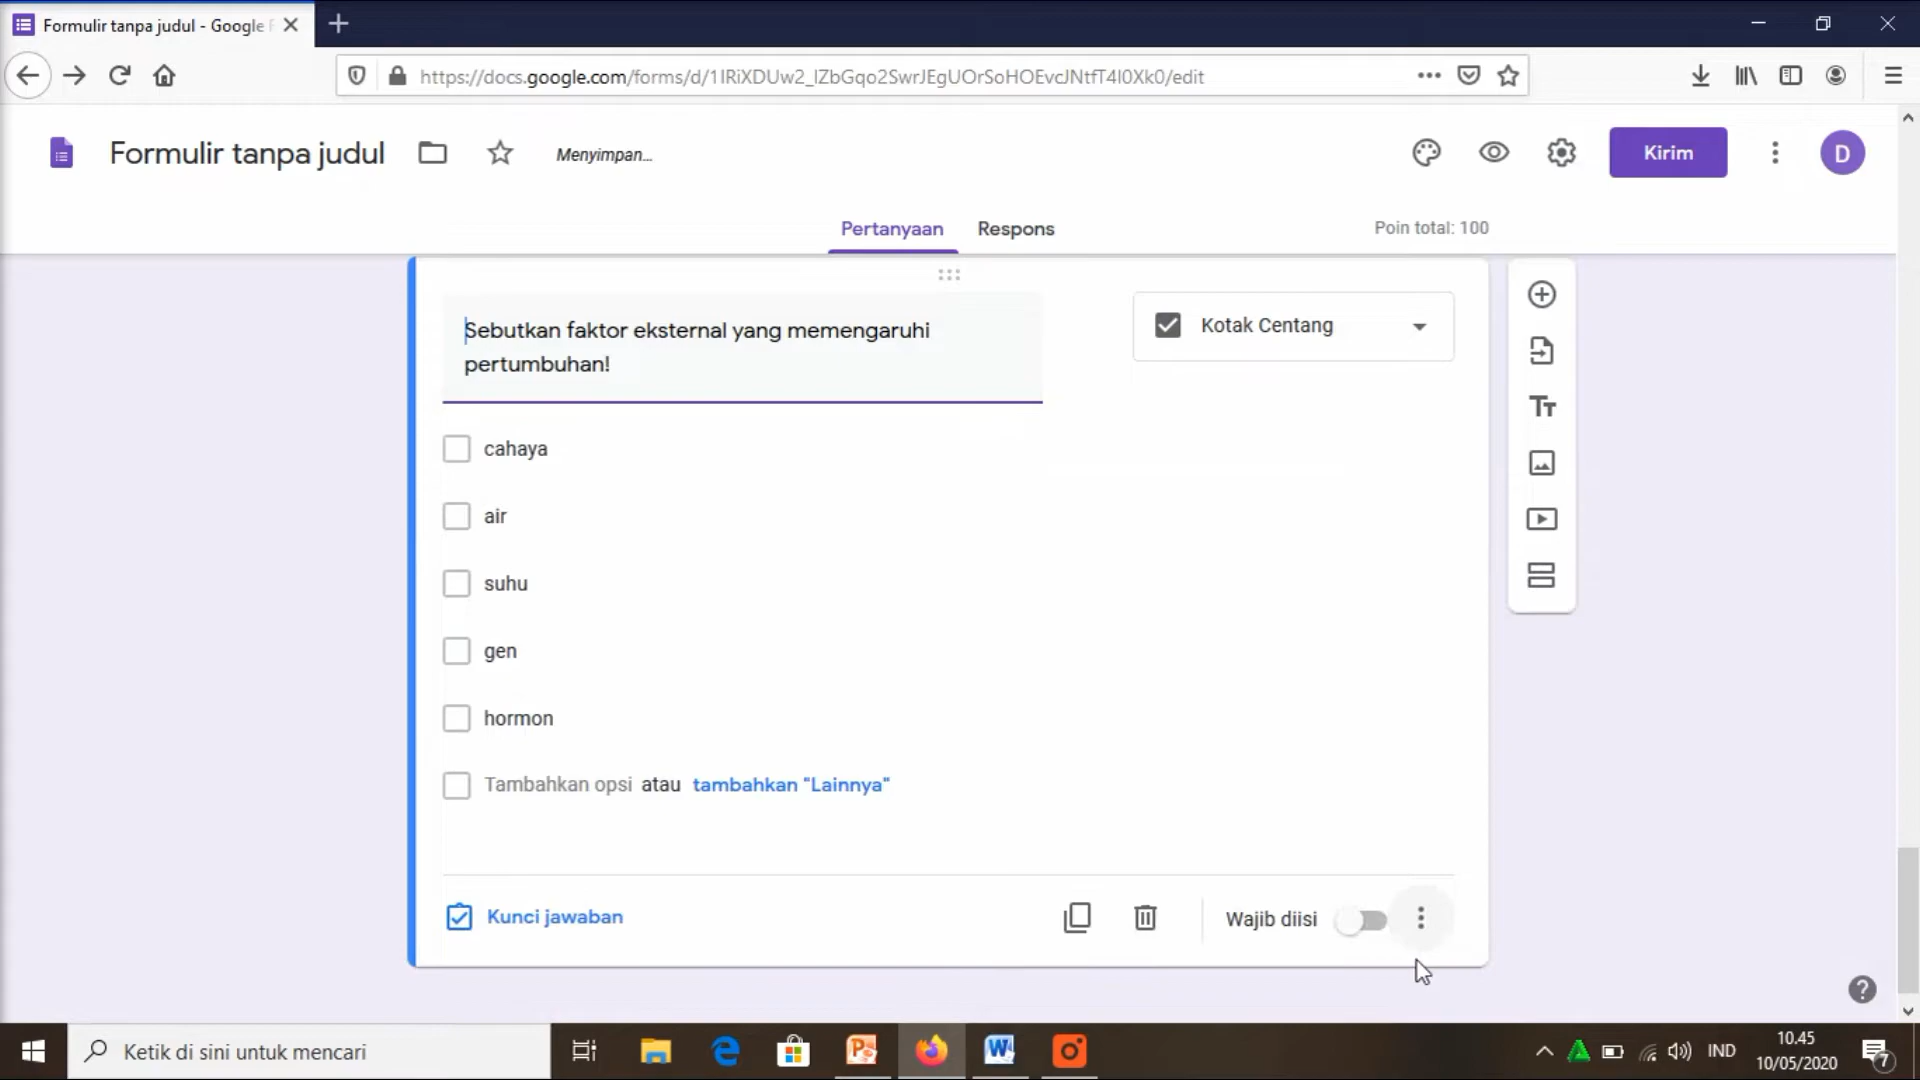 Formulir tanpa judul - Google F
https://docs.google.com/forms/d/1IRiXDUw2_lZbGqo2SwrJEgUOrSoHOEvcJNtfT4I0Xk0/edit
Formulir tanpa judul
Menyimpan...
Kirim
D
Pertanyaan
Respons
Poin total: 100
Sebutkan faktor eksternal yang memengaruhi
pertumbuhan!
Kotak Centang
cahaya
air
suhu
gen
hormon
Tambahkan opsi atau tambahkan "Lainnya"
Kunci jawaban
Wajib diisi
Ketik di sini untuk mencari
IND
10.45
10/05/2020
7